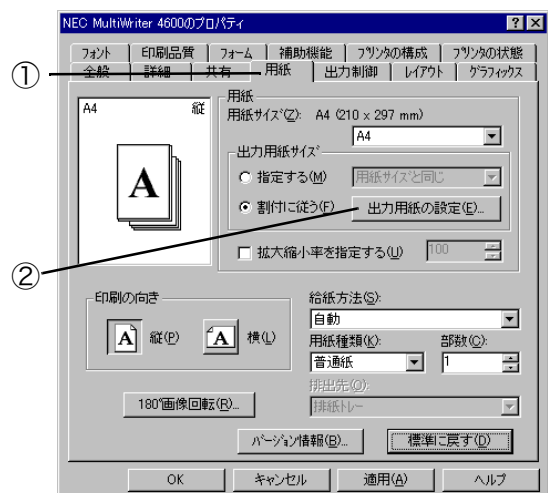 NEC MultiWriter 4600のプロパティ
フォント 印刷品質 フォーム 補助機能 プリンタの構成 プリンタの状態
① 全般 詳細 共有 用紙 出力制御 レイアウト グラフィックス
A4 縦
A
用紙
用紙サイズ(Z): A4 (210 x 297 mm)
A4
出力用紙サイズ
指定する(M) 用紙サイズと同じ
割付に従う(F) 出力用紙の設定(E)...
② 拡大縮小率を指定する(U) 100
印刷の向き
A 縦(P) A 横(L)
給紙方法(S):
自動
用紙種類(K): 部数(C):
普通紙 1
排出先(O):
排紙トレー
180°画像回転(R)...
バージョン情報(B)... 標準に戻す(D)
OK キャンセル 適用(A) ヘルプ